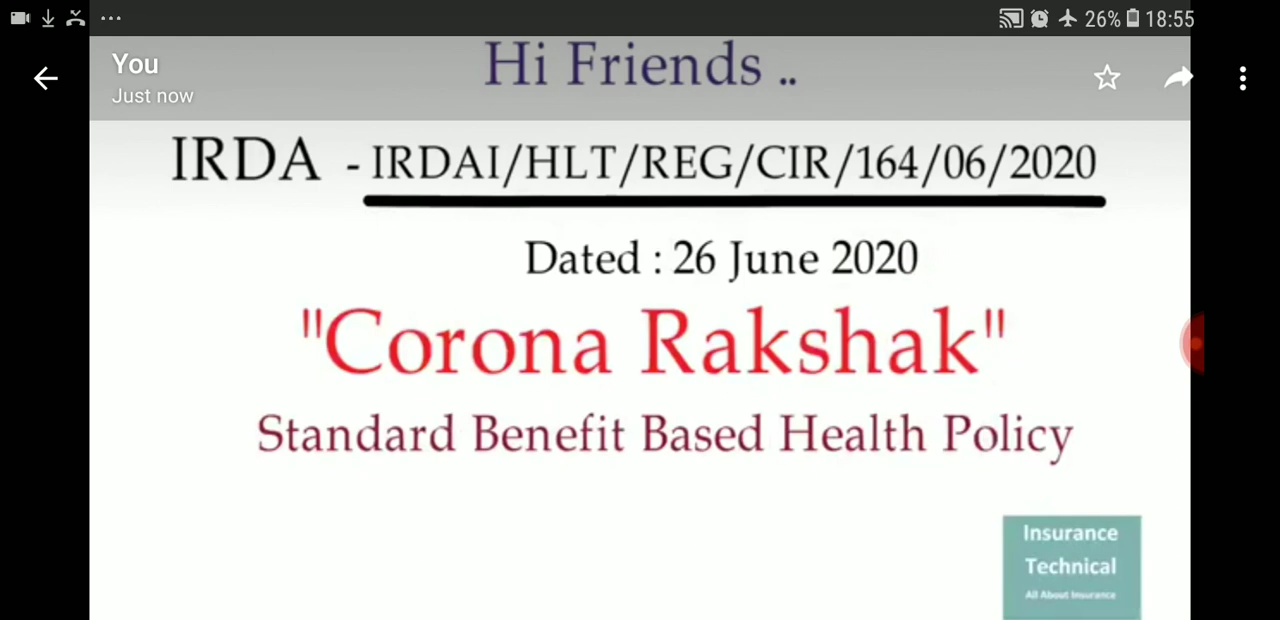 26% 18:55
You
Just now
Hi Friends ..
IRDA - IRDAI/HLT/REG/CIR/164/06/2020
Dated : 26 June 2020
"Corona Rakshak"
Standard Benefit Based Health Policy
Insurance
Technical
All About Insurance